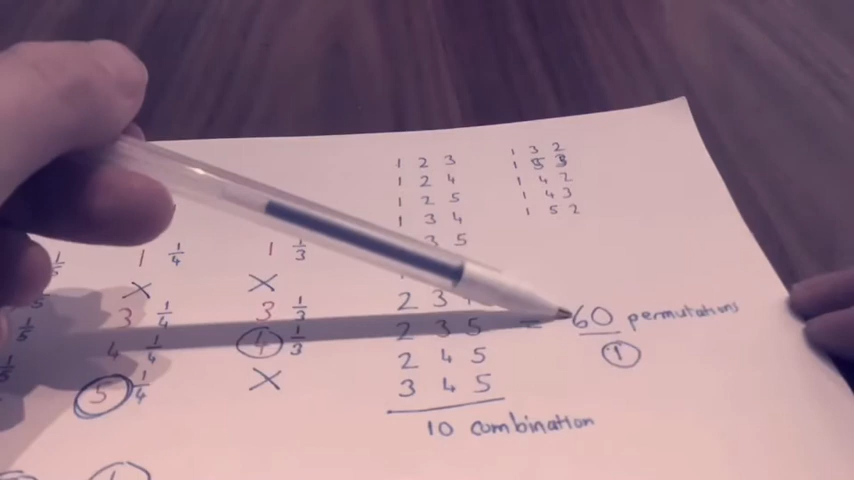 1 2 3
1 2 4
1 2 5
1 3 4
3 5
2 3
2 3 5
2 4 5
3 4 5
10 combination
1 3 2
1 4 2
1 4 3
1 5 2
= 60 permutations
1
1 1/4
X
3 1/4
4 1/4
5 1/4
1 1/3
X
3 1/3
4 1/3
X